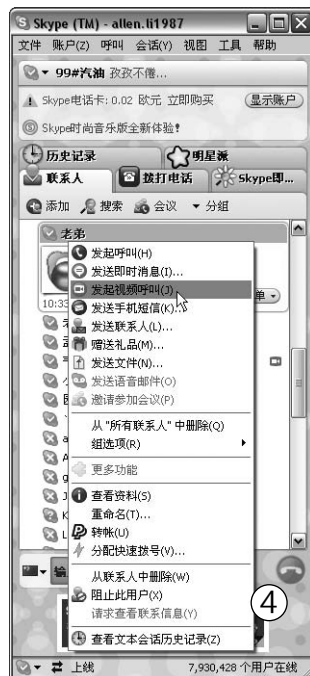 Skype (TM) - allen.li1987
文件 账户(Z) 呼叫 会话(Y) 视图 工具 帮助
99#汽油 孜孜不倦...
Skype电话卡: 0.02 欧元 立即购买 (显示账户)
Skype时尚音乐版全新体验!
历史记录 明星派
联系人 拨打电话 Skype即...
添加 搜索 会议 分组
老弟
发起呼叫(H)
发送即时消息(I)...
发起视频呼叫(J)
10:33 发送手机短信(K)... 单
发送联系人(L)...
赠送礼品(M)...
发送文件(N)...
发送语音邮件(O)
邀请参加会议(P)
从 "所有联系人" 中删除(Q)
组选项(R)
更多功能
查看资料(S)
重命名(T)...
转帐(U)
分配快速拨号(V)...
从联系人中删除(W)
阻止此用户(X)
请求查看联系信息(Y)
④
查看文本会话历史记录(Z)
上线 7,930,428 个用户在线